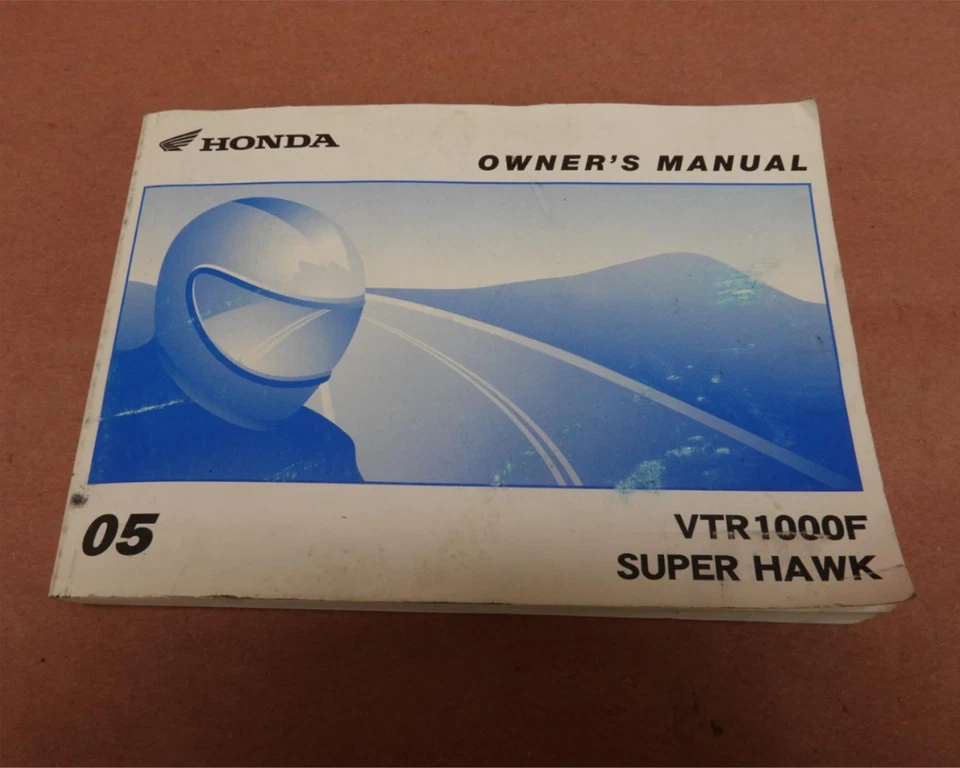 HONDA
OWNER'S MANUAL
05
VTR1000F
SUPER HAWK